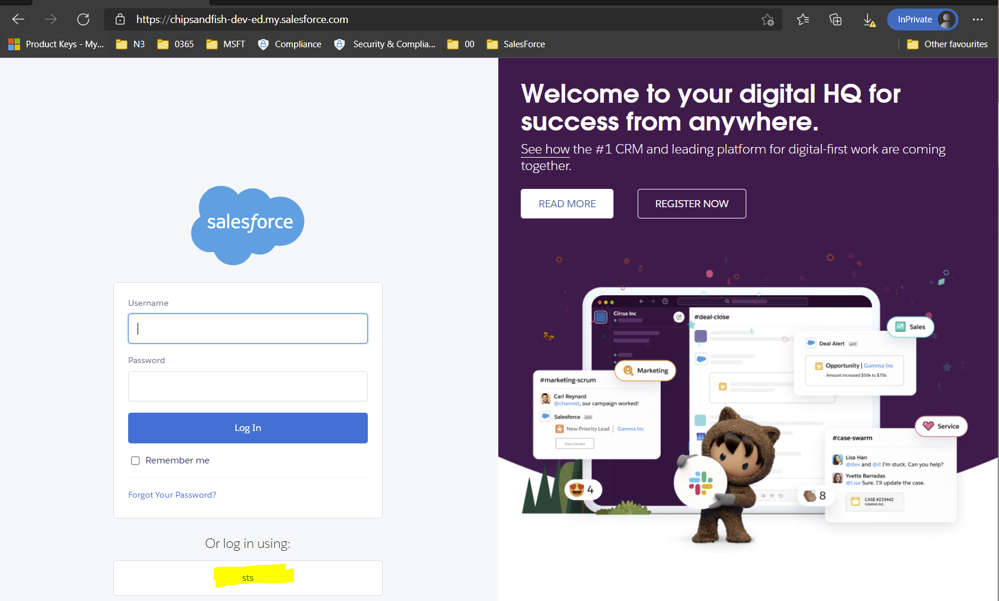 https://chipsandfish-dev-ed.my.salesforce.com
InPrivate
Product Keys - My...
N3
0365
MSFT
Compliance
Security & Complia...
00
SalesForce
Other favourites
salesforce
Username
Password
Log In
Remember me
Forgot Your Password?
Or log in using:
sts
Welcome to your digital HQ for
success from anywhere.
See how the #1 CRM and leading platform for digital-first work are coming
together.
READ MORE
REGISTER NOW
Cirrus Inc
#deal-close
Sales
Deal Alert APP
Opportunity | Gamma Inc
Amount increased $50k to $75k
Marketing
#marketing-scrum
Carl Reynard
@channel, our campaign worked!
Salesforce APP
New Priority Lead | Gamma Inc
View Contact
31
Service
#case-swarm
Lisa Han
@dev and @it I'm stuck. Can you help?
Yvette Barradas
@Lisa Sure. I'll update the case.
CASE #233442
GAMMA INC.
4
8